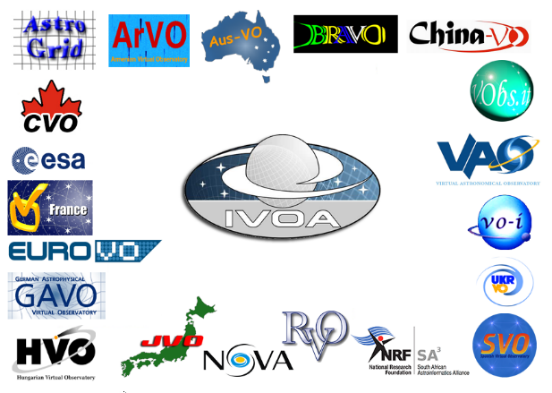 Astro
Grid
ArVO
Armenian Virtual Observatory
Aus-VO
BRAVO
China-VO
CVO
VObs.it
esa
VAO
VIRTUAL ASTRONOMICAL OBSERVATORY
France
IVOA
vo-i
EURO VO
GERMAN ASTROPHYSICAL
GAVO
VIRTUAL OBSERVATORY
UKR
VO
HVO
Hungarian Virtual Observatory
JVO
NOVA
RVO
NRF
National Research
Foundation
SA³
South African
Astroinformatics Alliance
SVO